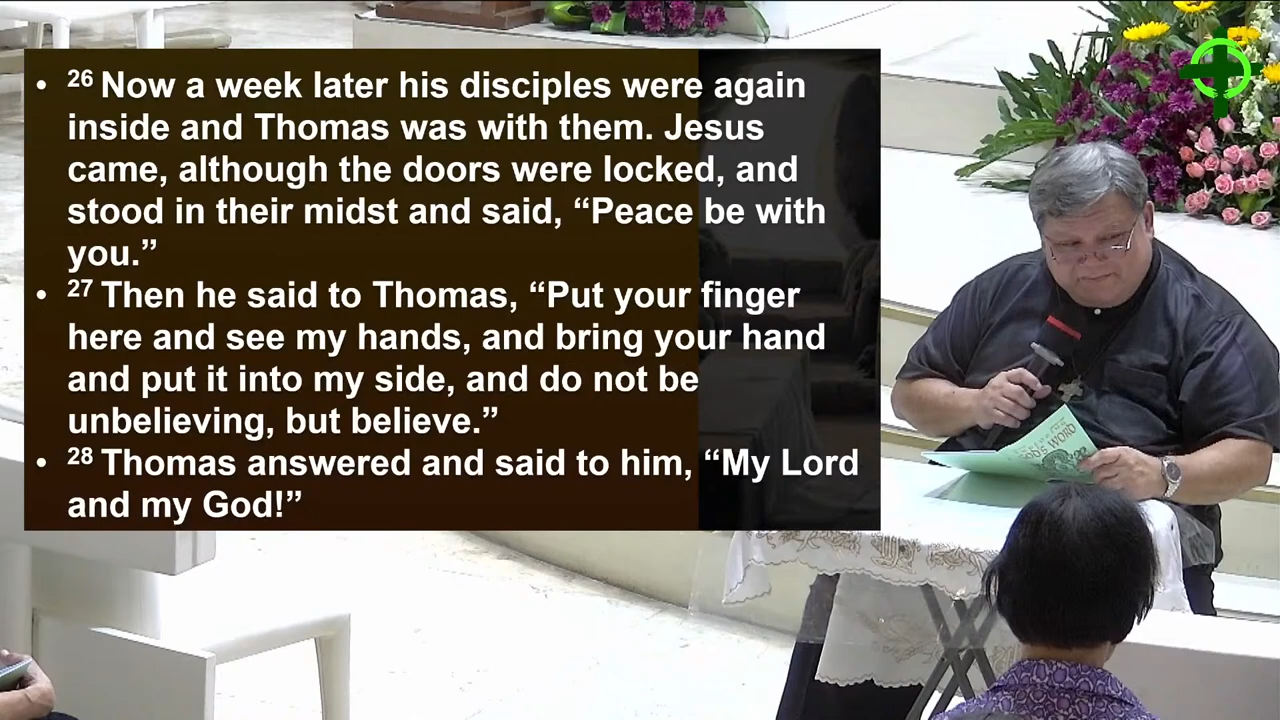 • 26 Now a week later his disciples were again
inside and Thomas was with them. Jesus
came, although the doors were locked, and
stood in their midst and said, “Peace be with
you.”
• 27 Then he said to Thomas, “Put your finger
here and see my hands, and bring your hand
and put it into my side, and do not be
unbelieving, but believe.”
• 28 Thomas answered and said to him, “My Lord
and my God!”
WORD